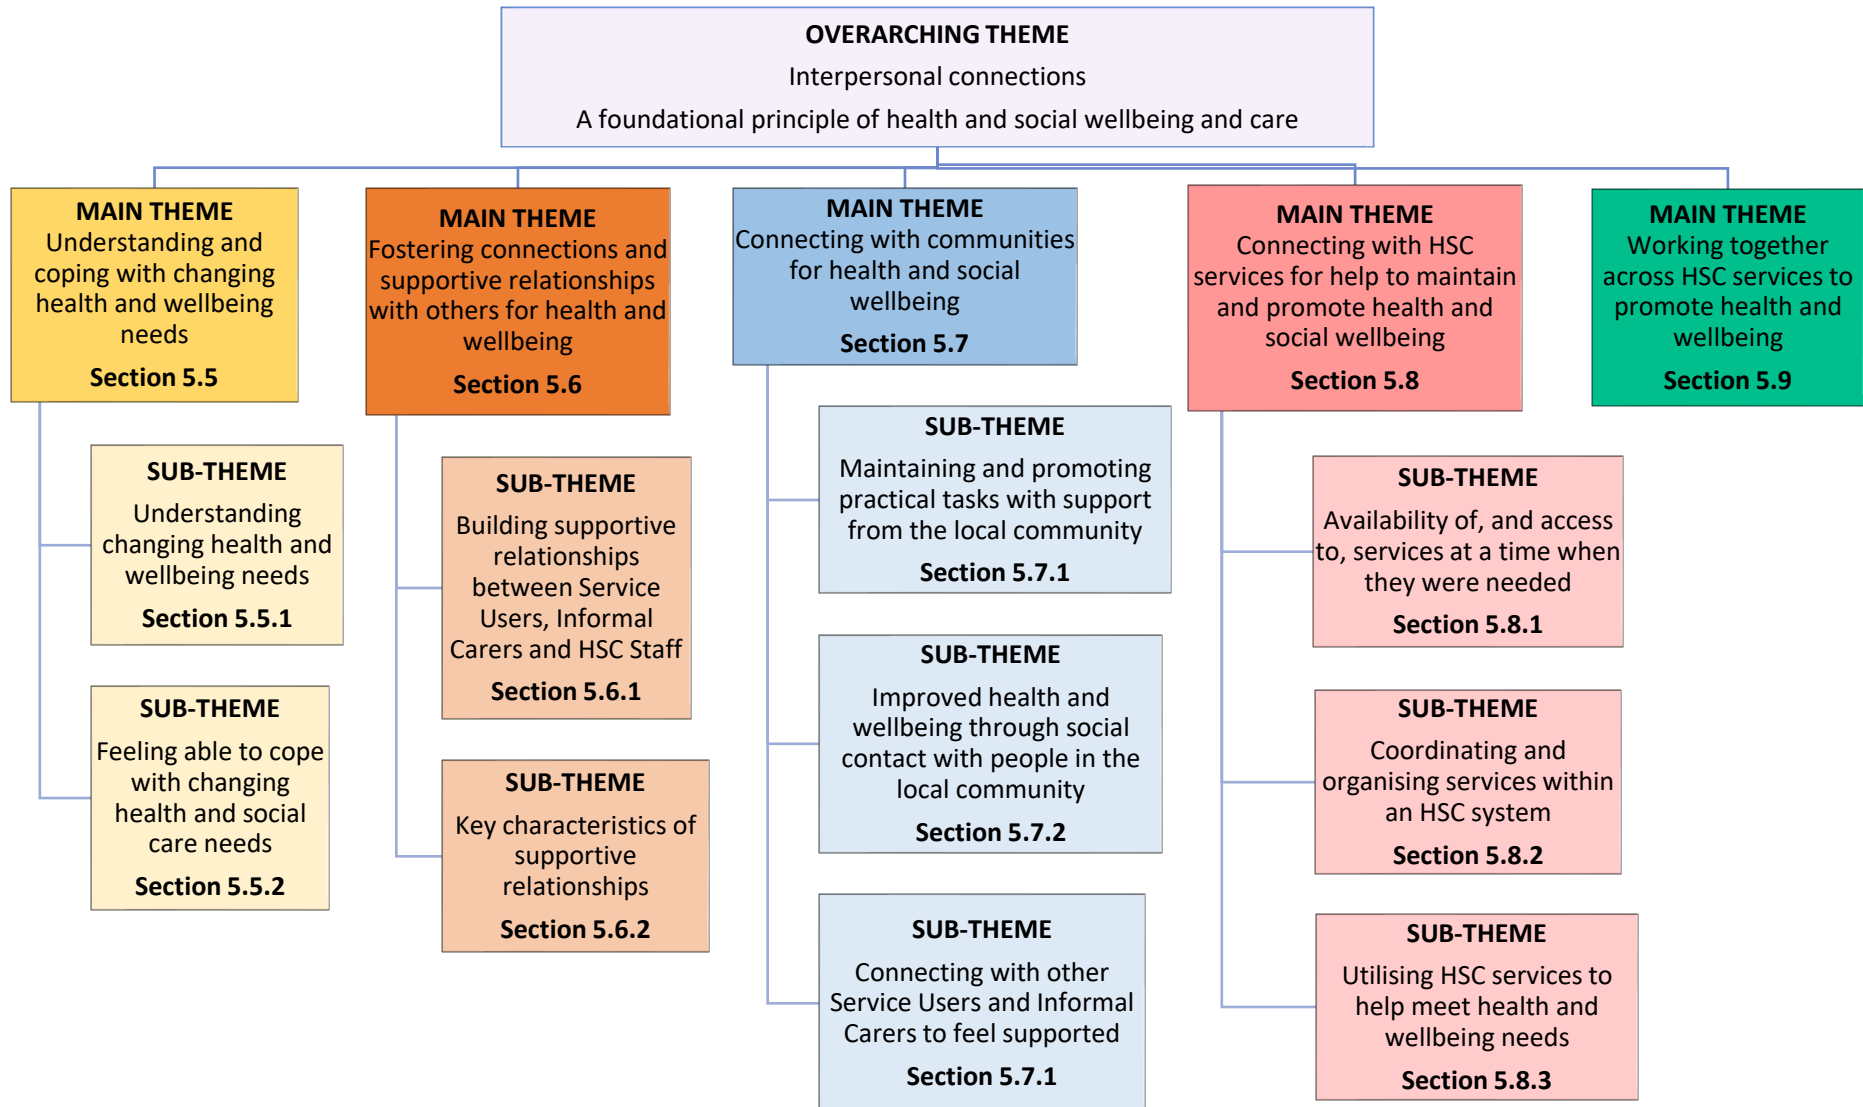 OVERARCHING THEME
Interpersonal connections
A foundational principle of health and social wellbeing and care
MAIN THEME
Understanding and
coping with changing
health and wellbeing
needs
Section 5.5
SUB-THEME
Understanding
changing health and
wellbeing needs
Section 5.5.1
SUB-THEME
Feeling able to cope
with changing
health and social
care needs
Section 5.5.2
MAIN THEME
Fostering connections and
supportive relationships
with others for health and
wellbeing
Section 5.6
SUB-THEME
Building supportive
relationships
between Service
Users, Informal
Carers and HSC Staff
Section 5.6.1
SUB-THEME
Key characteristics of
supportive
relationships
Section 5.6.2
MAIN THEME
Connecting with communities
for health and social
wellbeing
Section 5.7
SUB-THEME
Maintaining and promoting
practical tasks with support
from the local community
Section 5.7.1
SUB-THEME
Improved health and
wellbeing through social
contact with people in the
local community
Section 5.7.2
SUB-THEME
Connecting with other
Service Users and Informal
Carers to feel supported
Section 5.7.1
MAIN THEME
Connecting with HSC
services for help to maintain
and promote health and
social wellbeing
Section 5.8
SUB-THEME
Availability of, and access
to, services at a time when
they were needed
Section 5.8.1
SUB-THEME
Coordinating and
organising services within
an HSC system
Section 5.8.2
SUB-THEME
Utilising HSC services to
help meet health and
wellbeing needs
Section 5.8.3
MAIN THEME
Working together
across HSC services to
promote health and
wellbeing
Section 5.9